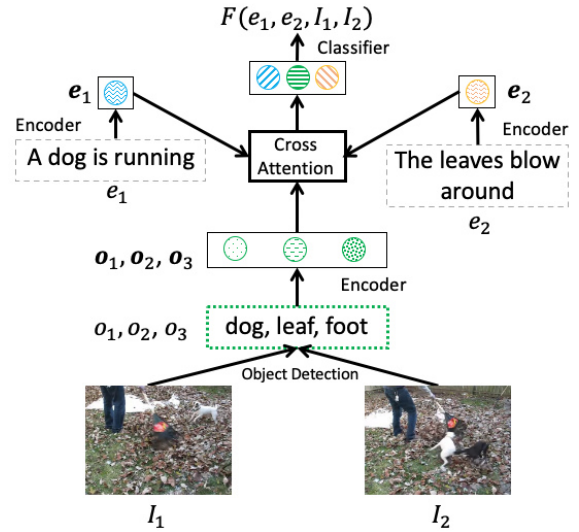 F(e₁, e₂, I₁, I₂)
Classifier
e₁
e₂
Encoder
Encoder
A dog is running
Cross
Attention
The leaves blow
around
e₁
e₂
o₁, o₂, o₃
Encoder
o₁, o₂, o₃
dog, leaf, foot
Object Detection
I₁
I₂